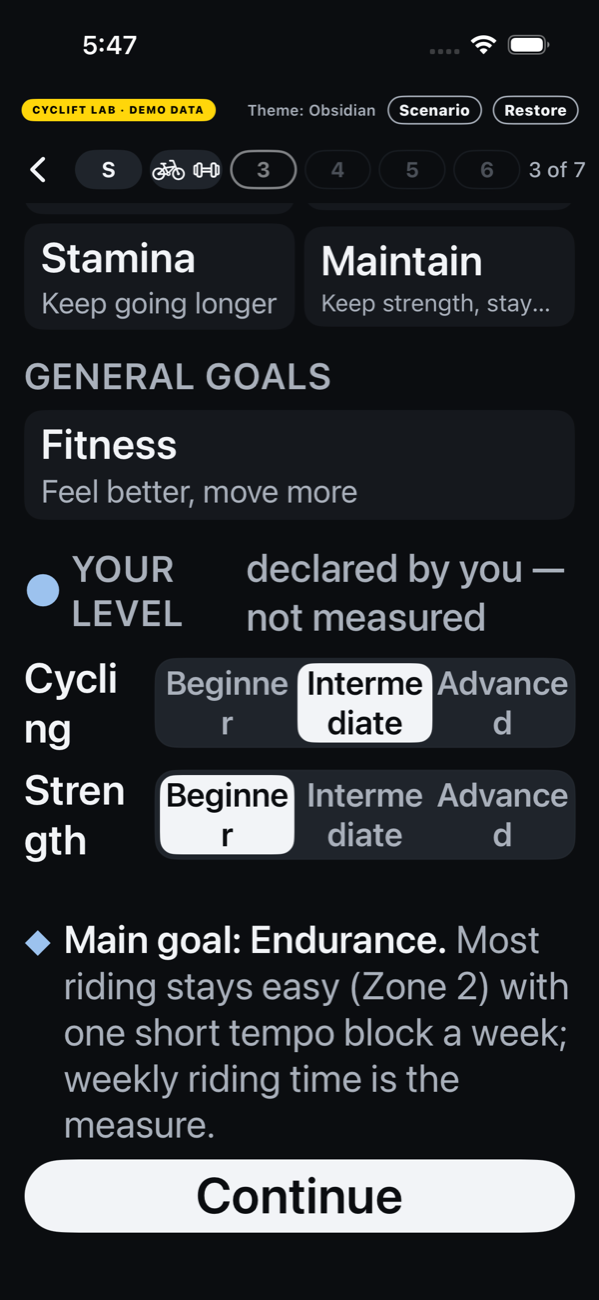 5:47
CYCLIFT LAB · DEMO DATA
Theme: Obsidian
Scenario
Restore
S
3
4
5
6
3 of 7
Stamina
Keep going longer
Maintain
Keep strength, stay...
GENERAL GOALS
Fitness
Feel better, move more
YOUR
LEVEL
declared by you —
not measured
Cycli
ng
Beginne
r
Interme
diate
Advance
d
Stren
gth
Beginne
r
Interme
diate
Advance
d
Main goal: Endurance. Most
riding stays easy (Zone 2) with
one short tempo block a week;
weekly riding time is the
measure.
Continue